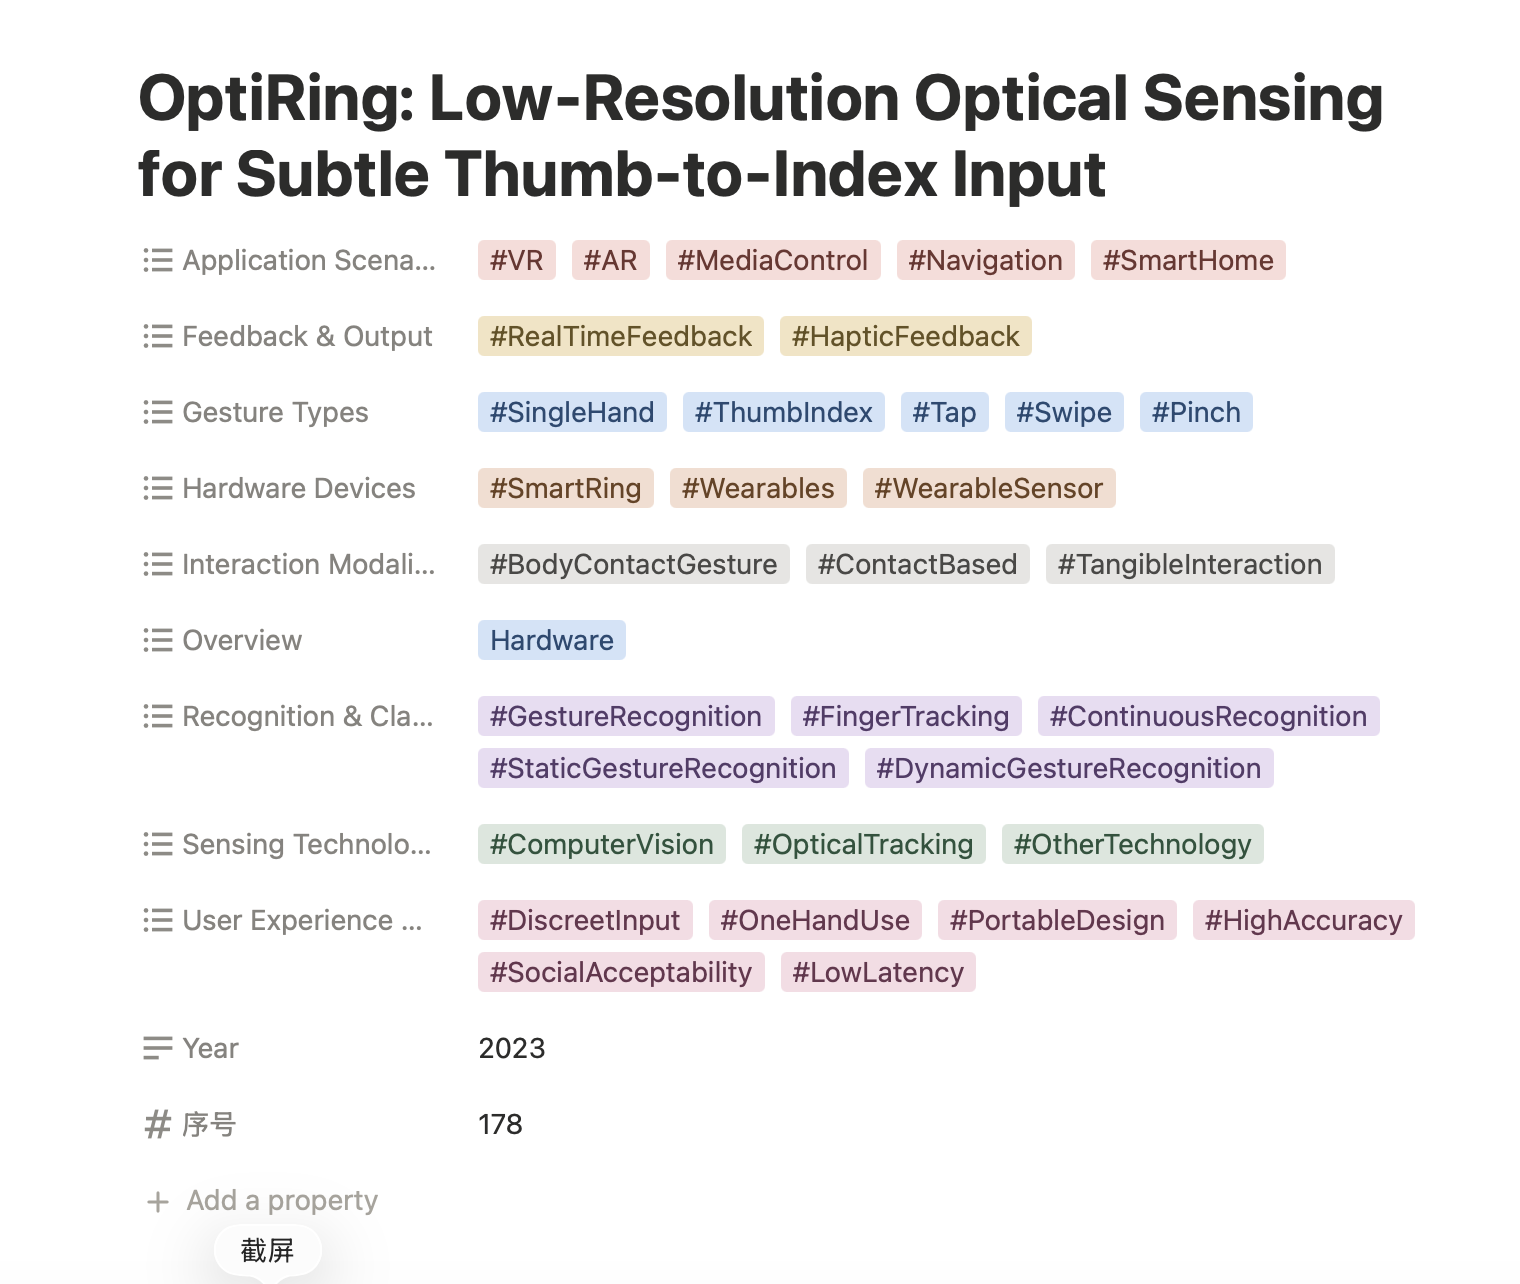 OptiRing: Low-Resolution Optical Sensing
for Subtle Thumb-to-Index Input
Application Scena... #VR #AR #MediaControl #Navigation #SmartHome
Feedback & Output #RealTimeFeedback #HapticFeedback
Gesture Types #SingleHand #ThumbIndex #Tap #Swipe #Pinch
Hardware Devices #SmartRing #Wearables #WearableSensor
Interaction Modali... #BodyContactGesture #ContactBased #TangibleInteraction
Overview Hardware
Recognition & Cla... #GestureRecognition #FingerTracking #ContinuousRecognition
#StaticGestureRecognition #DynamicGestureRecognition
Sensing Technolo... #ComputerVision #OpticalTracking #OtherTechnology
User Experience ... #DiscreetInput #OneHandUse #PortableDesign #HighAccuracy
#SocialAcceptability #LowLatency
Year 2023
序号 178
Add a property
截屏